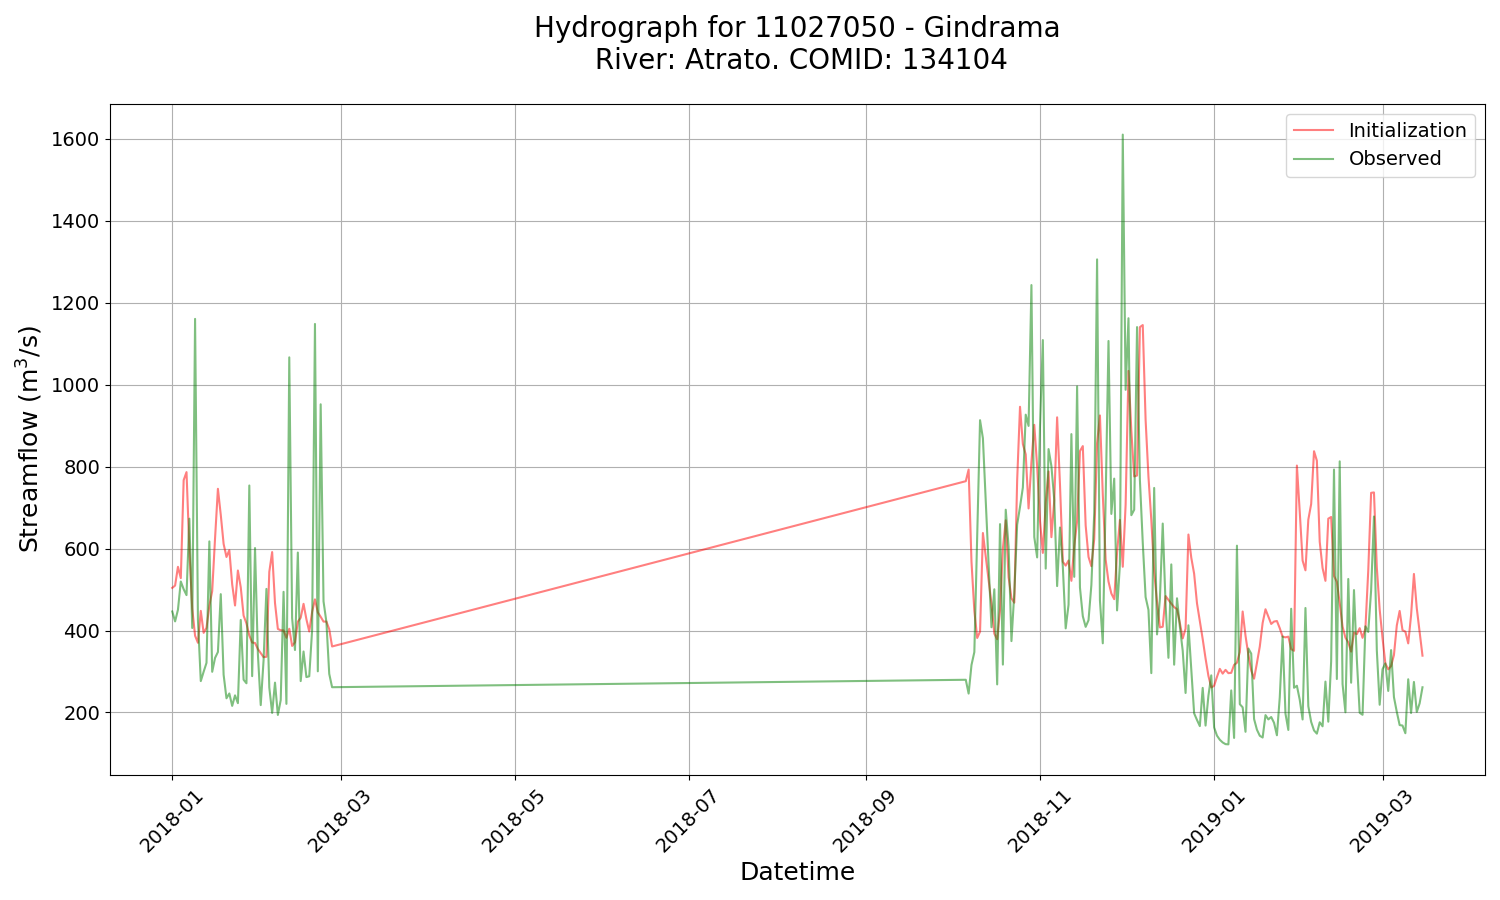 Hydrograph for 11027050 - Gindrama
River: Atrato. COMID: 134104
Initialization
Observed
1600
1400
1200
1000
800
600
400
200
Streamflow (m³/s)
2018-01
2018-03
2018-05
2018-07
2018-09
2018-11
2019-01
2019-03
Datetime